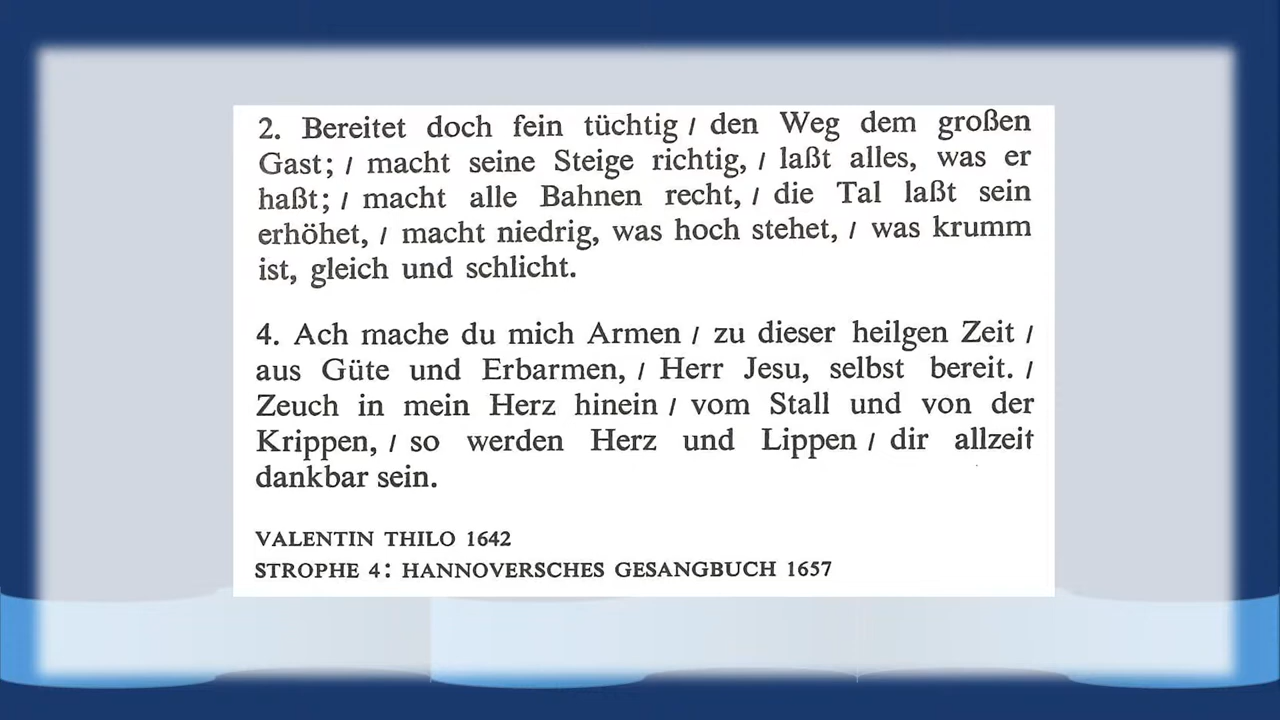 2. Bereitet doch fein tüchtig / den Weg dem großen
Gast; / macht seine Steige richtig, / laßt alles, was er
haßt; / macht alle Bahnen recht, / die Tal laßt sein
erhöhet, / macht niedrig, was hoch stehet, / was krumm
ist, gleich und schlicht.
4. Ach mache du mich Armen / zu dieser heilgen Zeit /
aus Güte und Erbarmen, / Herr Jesu, selbst bereit. /
Zeuch in mein Herz hinein / vom Stall und von der
Krippen, / so werden Herz und Lippen / dir allzeit
dankbar sein.
VALENTIN THILO 1642
STROPHE 4: HANNOVERSCHES GESANGBUCH 1657